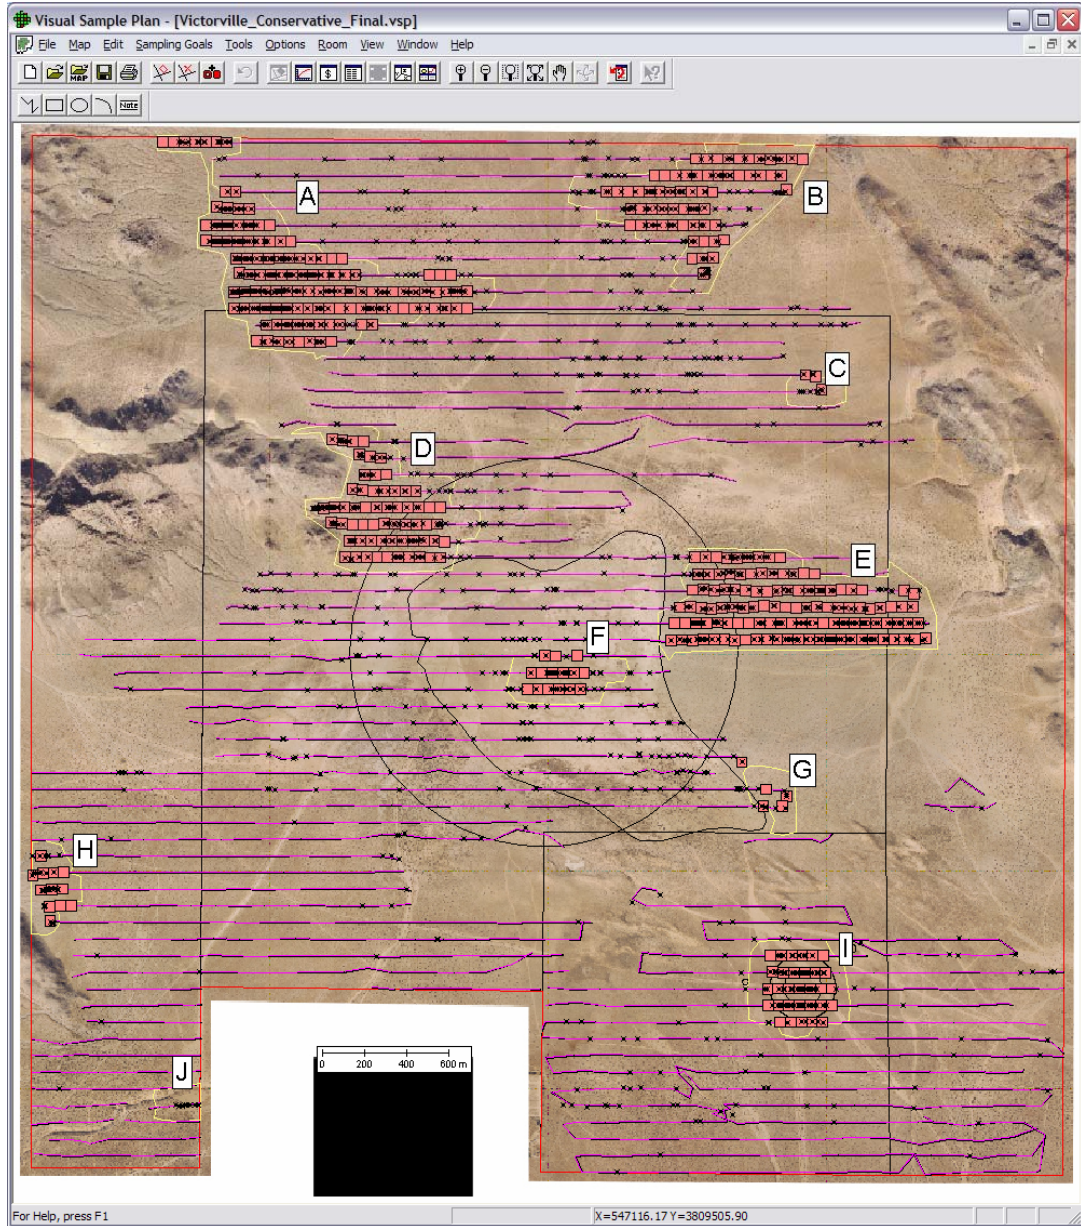 Visual Sample Plan - [Victorville_Conservative_Final.vsp]
File Map Edit Sampling Goals Tools Options Room View Window Help
MAP
$
Note
A
B
C
D
E
F
G
H
I
J
0 200 400 600 m
For Help, press F1 X=547116.17 Y=3809505.90